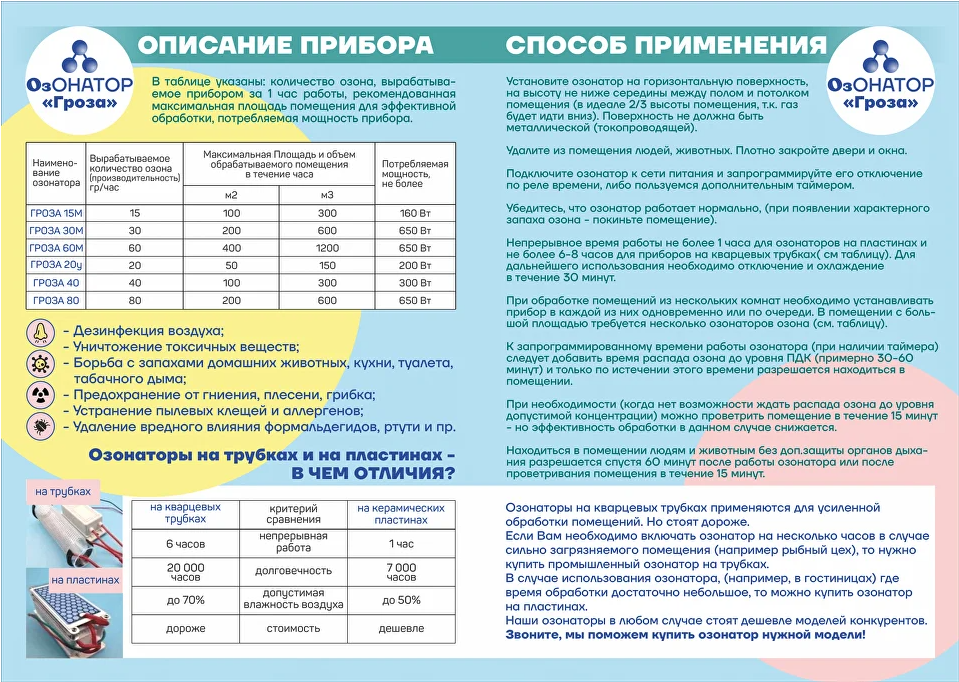 ОзОНАТОР
«Гроза»
ОПИСАНИЕ ПРИБОРА
В таблице указаны: количество озона, вырабатыва-
емое прибором за 1 час работы, рекомендованная
максимальная площадь помещения для эффективной
обработки, потребляемая мощность прибора.
Наимено-
вание
озонатора
Вырабатываемое
количество озона
(производительность)
гр/час
Максимальная Площадь и объем
обрабатываемого помещения
в течение часа
м2
м3
Потребляемая
мощность,
не более
ГРОЗА 15М 15 100 300 160 Вт
ГРОЗА 30М 30 200 600 650 Вт
ГРОЗА 60М 60 400 1200 650 Вт
ГРОЗА 20у 20 50 150 200 Вт
ГРОЗА 40 40 100 300 300 Вт
ГРОЗА 80 80 200 600 650 Вт
- Дезинфекция воздуха;
- Уничтожение токсичных веществ;
- Борьба с запахами домашних животных, кухни, туалета,
табачного дыма;
- Предохранение от гниения, плесени, грибка;
- Устранение пылевых клещей и аллергенов;
- Удаление вредного влияния формальдегидов, ртути и пр.
Озонаторы на трубках и на пластинах -
В ЧЕМ ОТЛИЧИЯ?
на трубках
на пластинах
на кварцевых
трубках
критерий
сравнения
на керамических
пластинах
6 часов
непрерывная
работа
1 час
20 000
часов
долговечность
7 000
часов
до 70%
допустимая
влажность воздуха
до 50%
дороже
стоимость
дешевле
СПОСОБ ПРИМЕНЕНИЯ
ОзОНАТОР
«Гроза»
Установите озонатор на горизонтальную поверхность,
на высоту не ниже середины между полом и потолком
помещения (в идеале 2/3 высоты помещения, т.к. газ
будет идти вниз). Поверхность не должна быть
металлической (токопроводящей).
Удалите из помещения людей, животных. Плотно закройте двери и окна.
Подключите озонатор к сети питания и запрограммируйте его отключение
по реле времени, либо пользуемся дополнительным таймером.
Убедитесь, что озонатор работает нормально, (при появлении характерного
запаха озона - покиньте помещение).
Непрерывное время работы не более 1 часа для озонаторов на пластинах и
не более 6-8 часов для приборов на кварцевых трубках( см таблицу). Для
дальнейшего использования необходимо отключение и охлаждение
в течение 30 минут.
При обработке помещений из нескольких комнат необходимо устанавливать
прибор в каждой из них одновременно или по очереди. В помещении с боль-
шой площадью требуется несколько озонаторов озона (см. таблицу).
К запрограммированному времени работы озонатора (при наличии таймера)
следует добавить время распада озона до уровня ПДК (примерно 30-60
минут) и только по истечении этого времени разрешается находиться в
помещении.
При необходимости (когда нет возможности ждать распада озона до уровня
допустимой концентрации) можно проветрить помещение в течение 15 минут
- но эффективность обработки в данном случае снижается.
Находиться в помещении людям и животным без доп.защиты органов дыха-
ния разрешается спустя 60 минут после работы озонатора или после
проветривания помещения в течение 15 минут.
Озонаторы на кварцевых трубках применяются для усиленной
обработки помещений. Но стоят дороже.
Если Вам необходимо включать озонатор на несколько часов в случае
сильно загрязняемого помещения (например рыбный цех), то нужно
купить промышленный озонатор на трубках.
В случае использования озонатора, (например, в гостиницах) где
время обработки достаточно небольшое, то можно купить озонатор
на пластинах.
Наши озонаторы в любом случае стоят дешевле моделей конкурентов.
Звоните, мы поможем купить озонатор нужной модели!